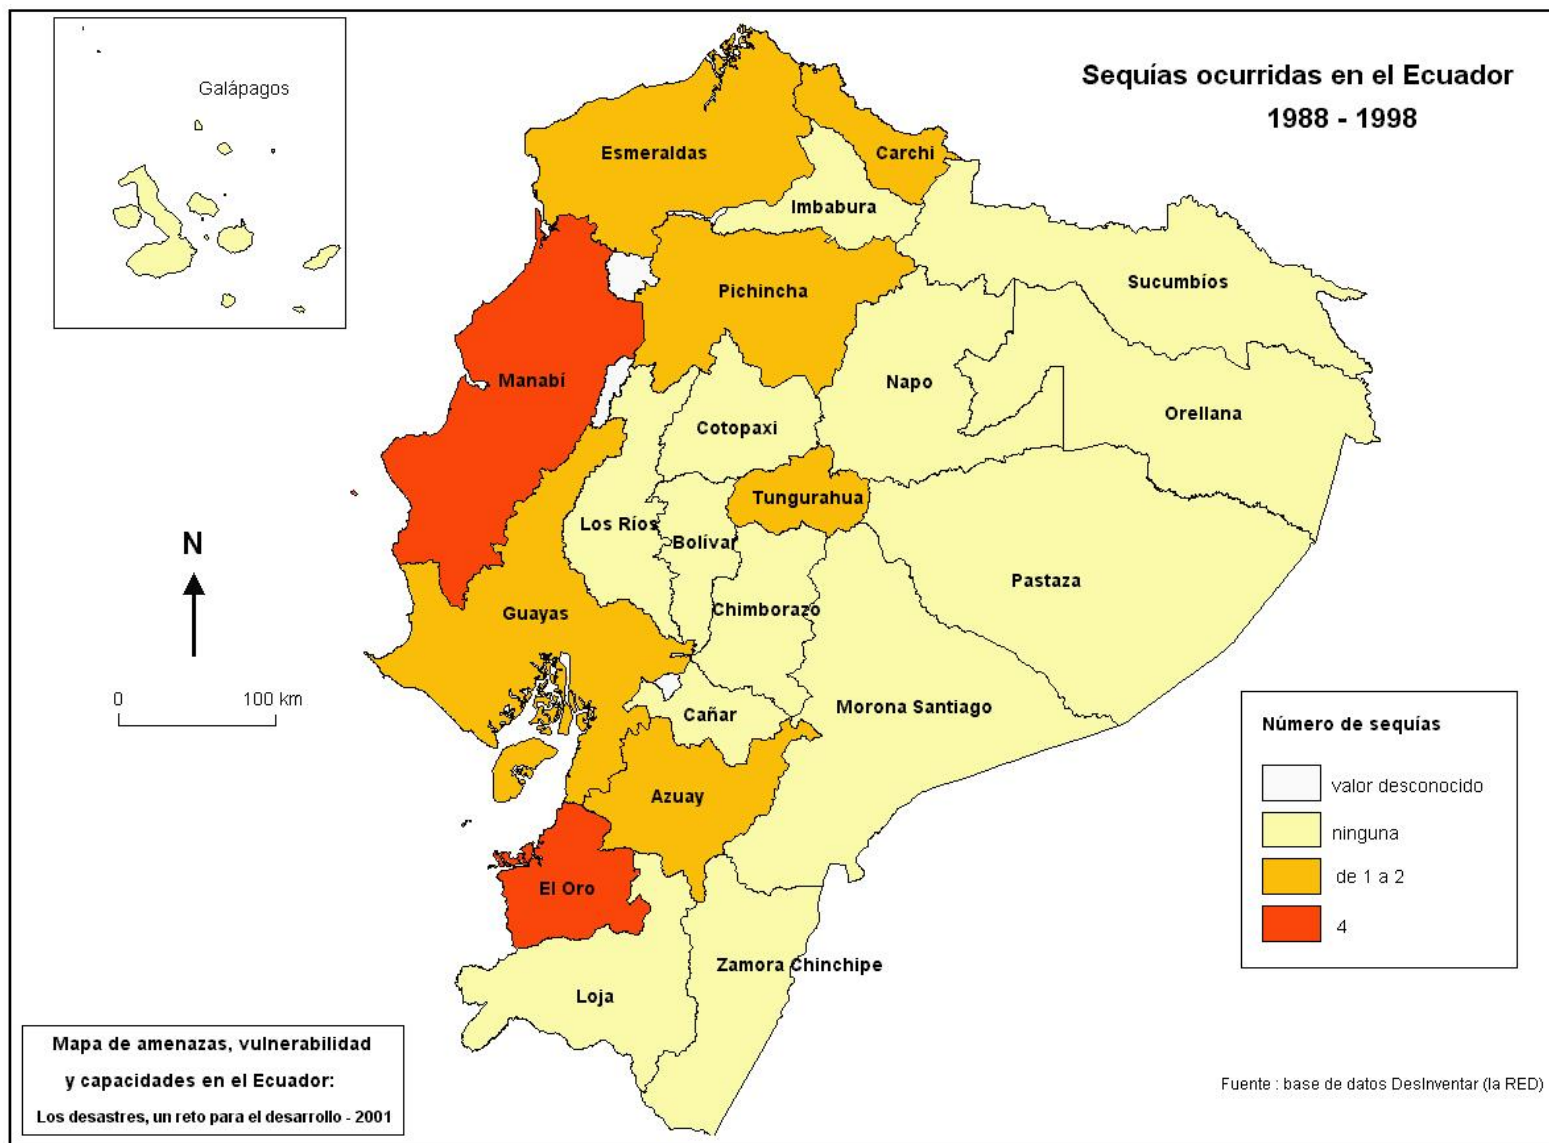 Galápagos
Sequías ocurridas en el Ecuador
1988 - 1998
Esmeraldas
Carchi
Imbabura
Sucumbíos
Pichincha
Manabí
Napo
Orellana
Cotopaxi
Tungurahua
Los Ríos
Bolívar
N
Pastaza
Guayas
Chimborazo
0 100 km
Cañar
Morona Santiago
Azuay
El Oro
Zamora Chinchipe
Loja
Número de sequías
valor desconocido
ninguna
de 1 a 2
4
Mapa de amenazas, vulnerabilidad
y capacidades en el Ecuador:
Los desastres, un reto para el desarrollo - 2001
Fuente : base de datos DesInventar (la RED)